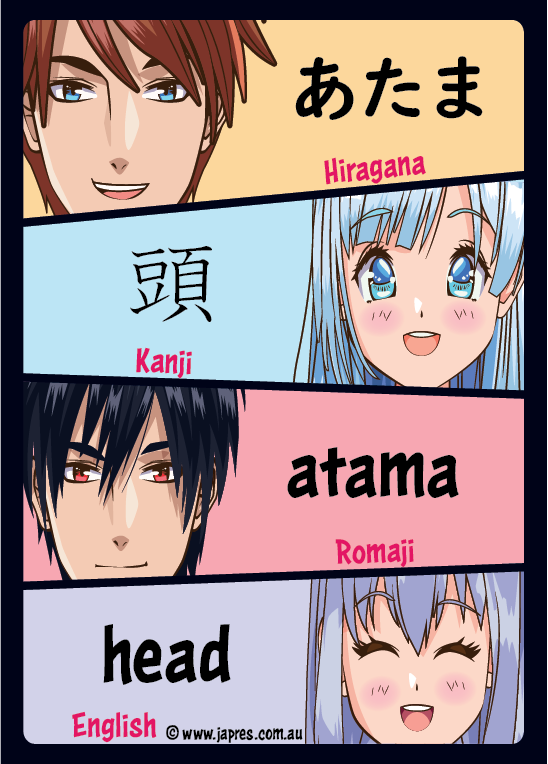 あたま
Hiragana
頭
Kanji
atama
Romaji
head
English © www.japres.com.au